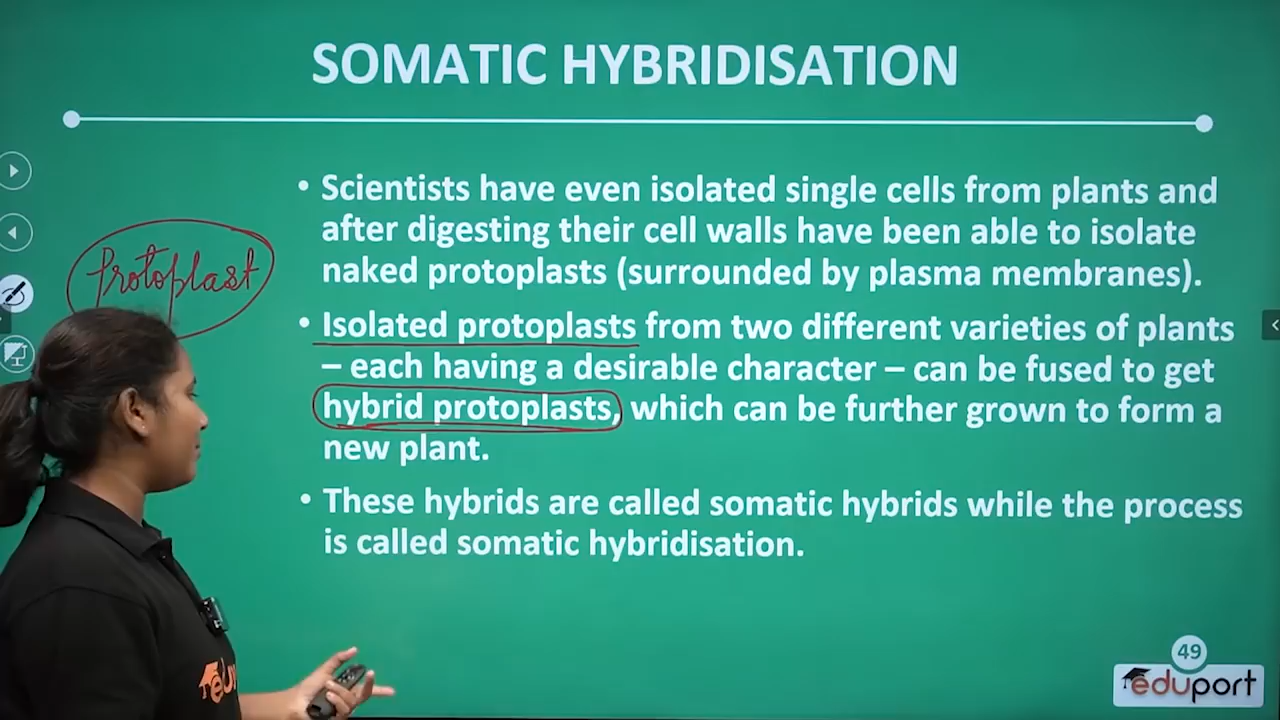 SOMATIC HYBRIDISATION
• Scientists have even isolated single cells from plants and
after digesting their cell walls have been able to isolate
naked protoplasts (surrounded by plasma membranes).
Protoplast
• Isolated protoplasts from two different varieties of plants
– each having a desirable character – can be fused to get
hybrid protoplasts, which can be further grown to form a
new plant.
• These hybrids are called somatic hybrids while the process
is called somatic hybridisation.
49
eduport